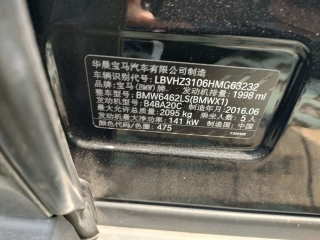 华晨宝马汽车有限公司制造
车辆识别代号: LBVHZ3106HMG63232
品牌: 宝马(BMW)牌 发动机排量: 1998 ml
整车型号: BMW6462LS(BMWX1)
发动机型号: B48A20C 制造年月: 2016.06
最大允许总质量: 2095 kg 乘坐人数: 5 人
发动机最大净功率: 141 kW 制造国: 中国
颜色代码/色号: 475